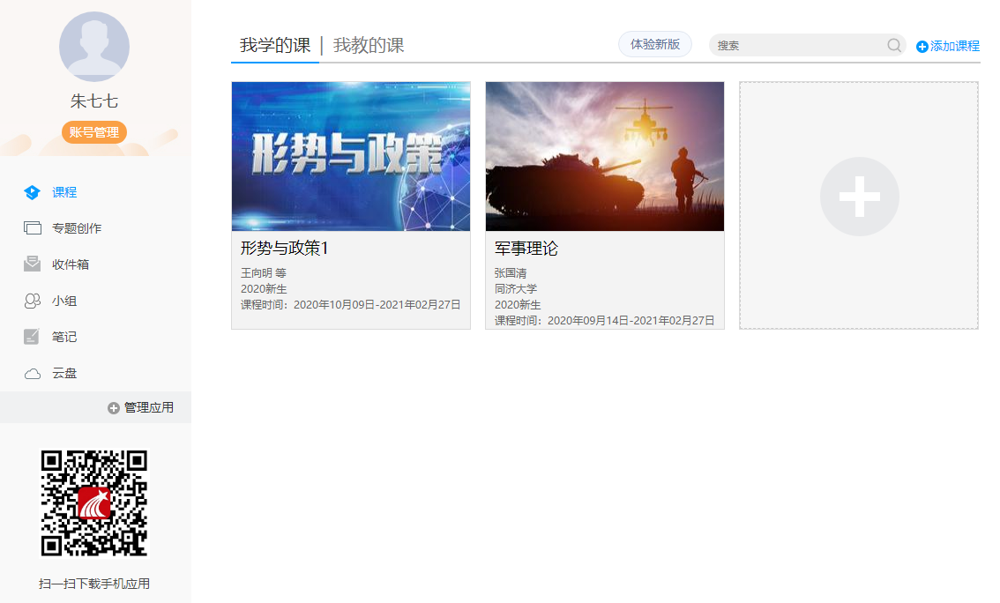 朱七七
账号管理
课程
专题创作
收件箱
小组
笔记
云盘
管理应用
扫一扫下载手机应用
我学的课 | 我教的课
体验新版
搜索
添加课程
形势与政策
形势与政策1
王向明 等
2020新生
课程时间：2020年10月09日-2021年02月27日
军事理论
张国清
同济大学
2020新生
课程时间：2020年09月14日-2021年02月27日